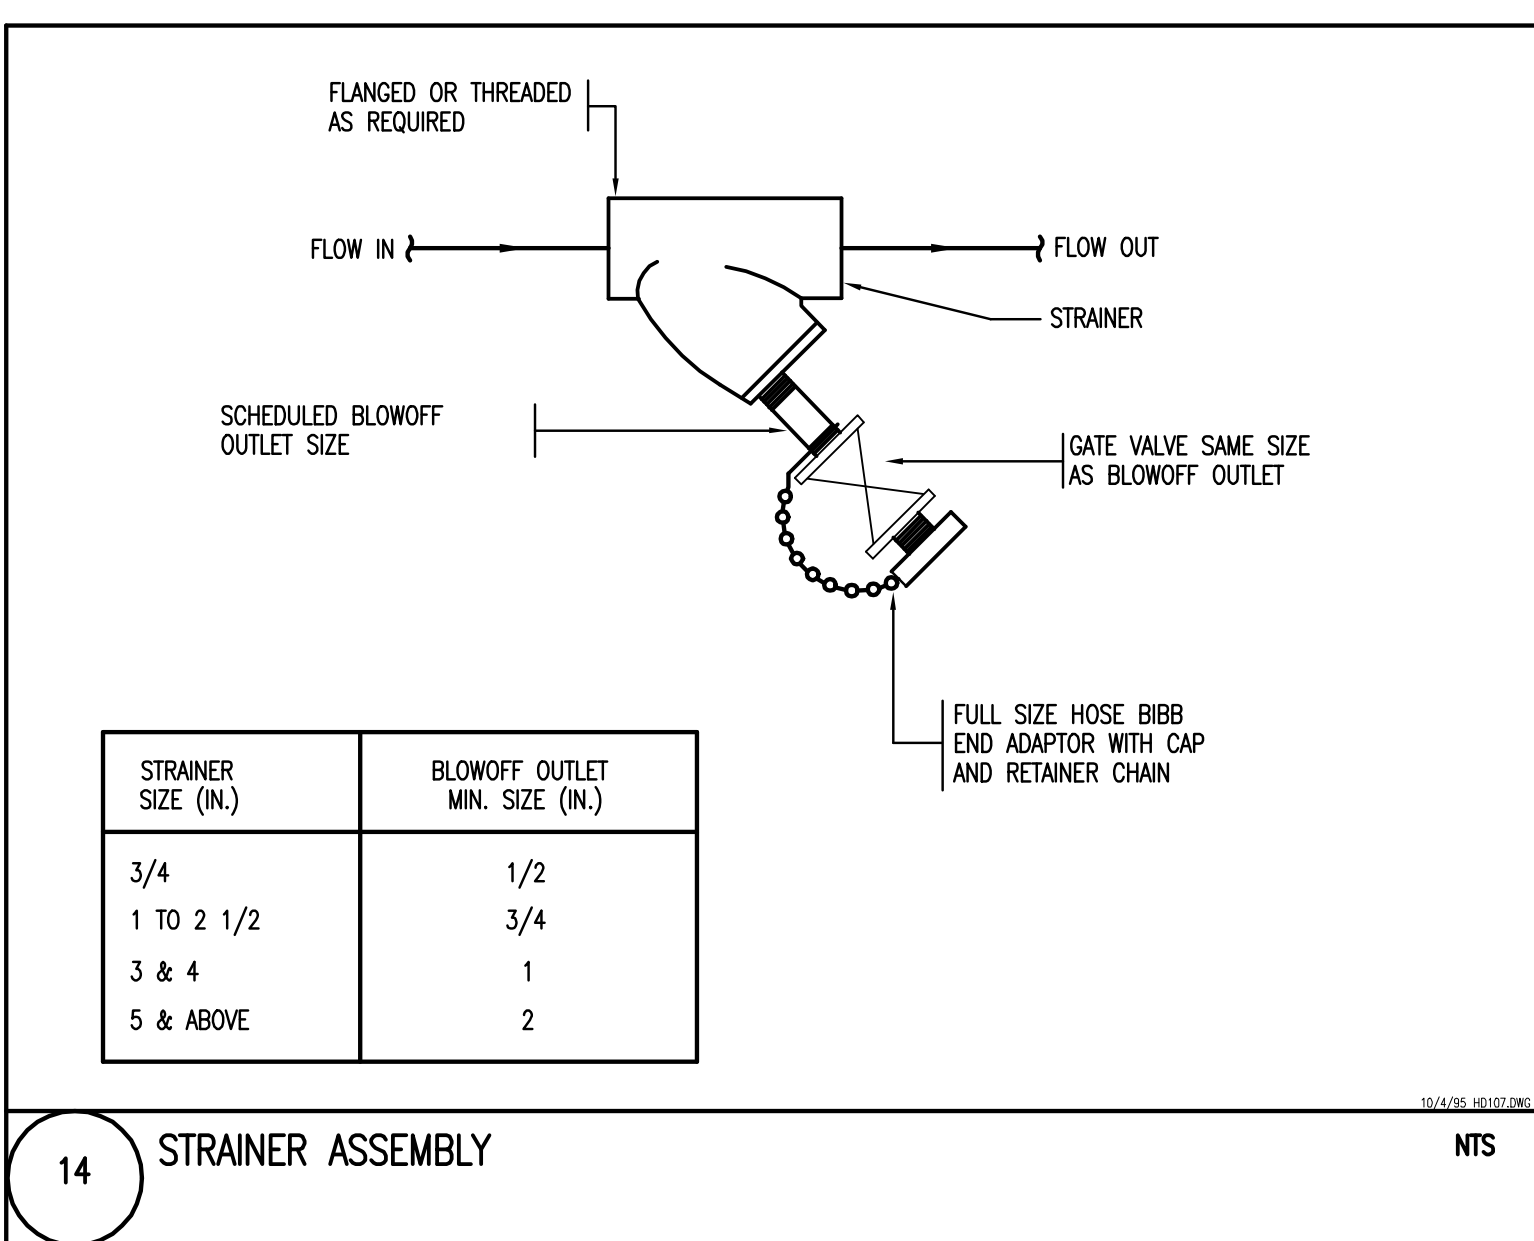 FLANGED OR THREADED
AS REQUIRED
FLOW IN
FLOW OUT
STRAINER
SCHEDULED BLOWOFF
OUTLET SIZE
GATE VALVE SAME SIZE
AS BLOWOFF OUTLET
FULL SIZE HOSE BIBB
END ADAPTOR WITH CAP
AND RETAINER CHAIN
STRAINER
SIZE (IN.)
BLOWOFF OUTLET
MIN. SIZE (IN.)
3/4 1/2
1 TO 2 1/2 3/4
3 & 4 1
5 & ABOVE 2
10/4/95 HD107.DWG
14 STRAINER ASSEMBLY NTS